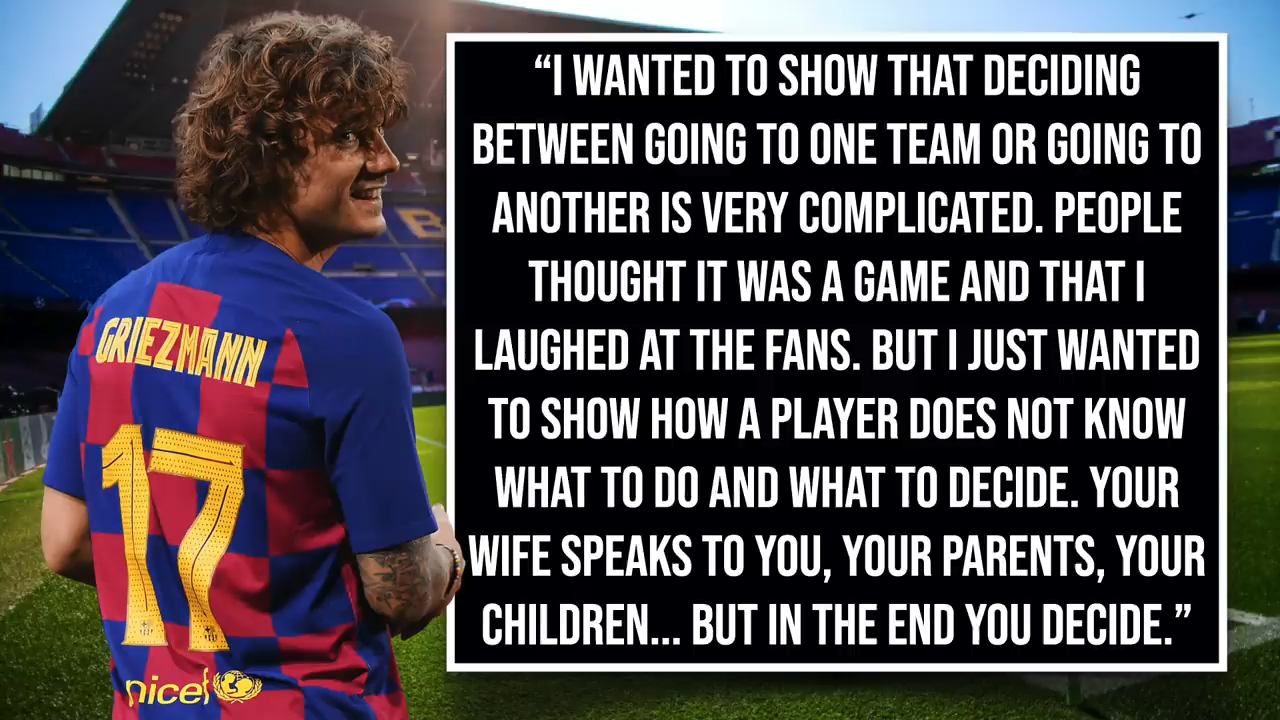 GRIEZMANN
17
nicef
“I WANTED TO SHOW THAT DECIDING
BETWEEN GOING TO ONE TEAM OR GOING TO
ANOTHER IS VERY COMPLICATED. PEOPLE
THOUGHT IT WAS A GAME AND THAT I
LAUGHED AT THE FANS. BUT I JUST WANTED
TO SHOW HOW A PLAYER DOES NOT KNOW
WHAT TO DO AND WHAT TO DECIDE. YOUR
WIFE SPEAKS TO YOU, YOUR PARENTS, YOUR
CHILDREN... BUT IN THE END YOU DECIDE.”